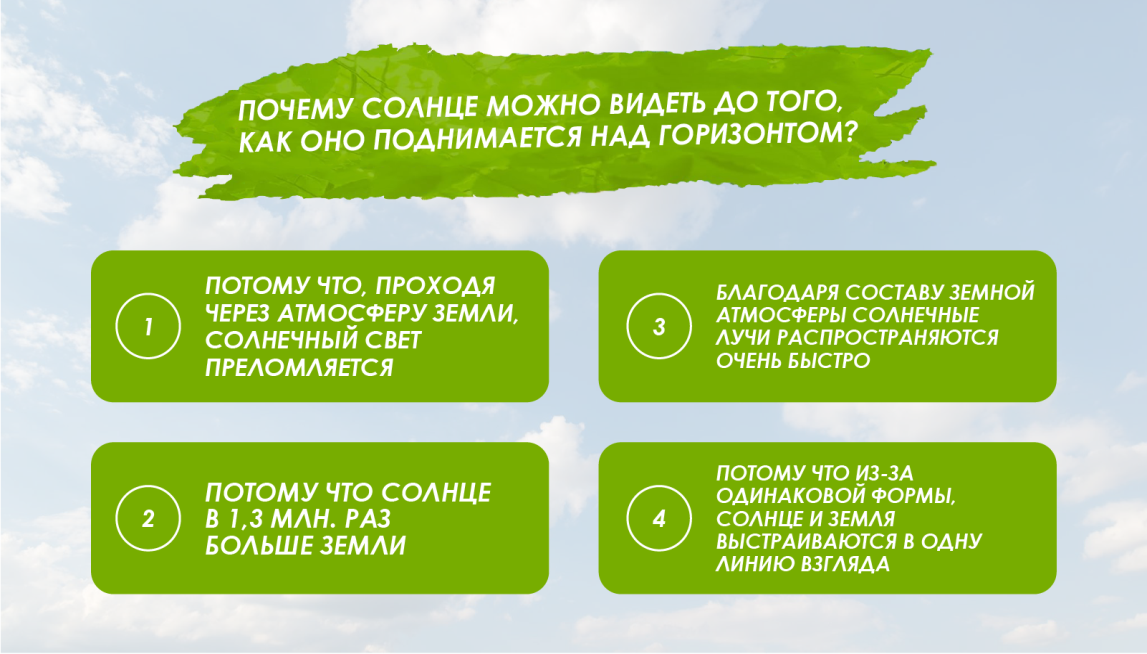 ПОЧЕМУ СОЛНЦЕ МОЖНО ВИДЕТЬ ДО ТОГО,
КАК ОНО ПОДНИМАЕТСЯ НАД ГОРИЗОНТОМ?
1
ПОТОМУ ЧТО, ПРОХОДЯ
ЧЕРЕЗ АТМОСФЕРУ ЗЕМЛИ,
СОЛНЕЧНЫЙ СВЕТ
ПРЕЛОМЛЯЕТСЯ
2
ПОТОМУ ЧТО СОЛНЦЕ
В 1,3 МЛН. РАЗ
БОЛЬШЕ ЗЕМЛИ
3
БЛАГОДАРЯ СОСТАВУ ЗЕМНОЙ
АТМОСФЕРЫ СОЛНЕЧНЫЕ
ЛУЧИ РАСПРОСТРАНЯЮТСЯ
ОЧЕНЬ БЫСТРО
4
ПОТОМУ ЧТО ИЗ-ЗА
ОДИНАКОВОЙ ФОРМЫ,
СОЛНЦЕ И ЗЕМЛЯ
ВЫСТРАИВАЮТСЯ В ОДНУ
ЛИНИЮ ВЗГЛЯДА